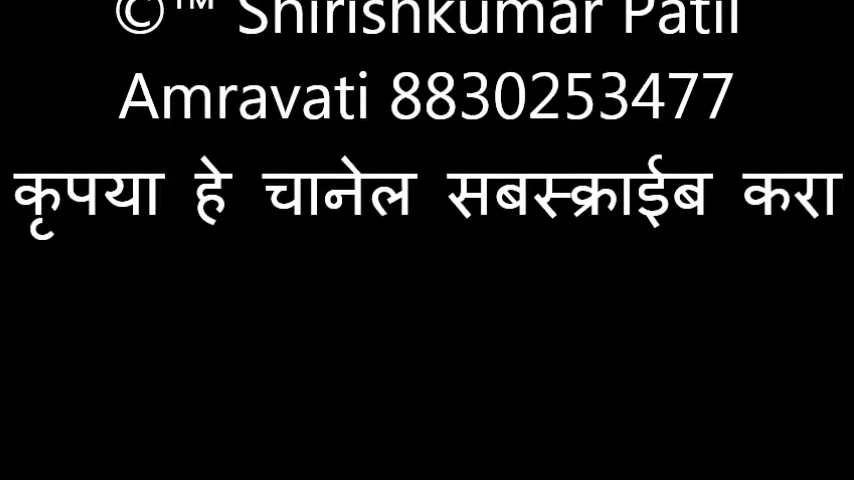 ©™ Shirishkumar Patil
Amravati 8830253477
कृपया हे चानेल सबस्क्राईब करा